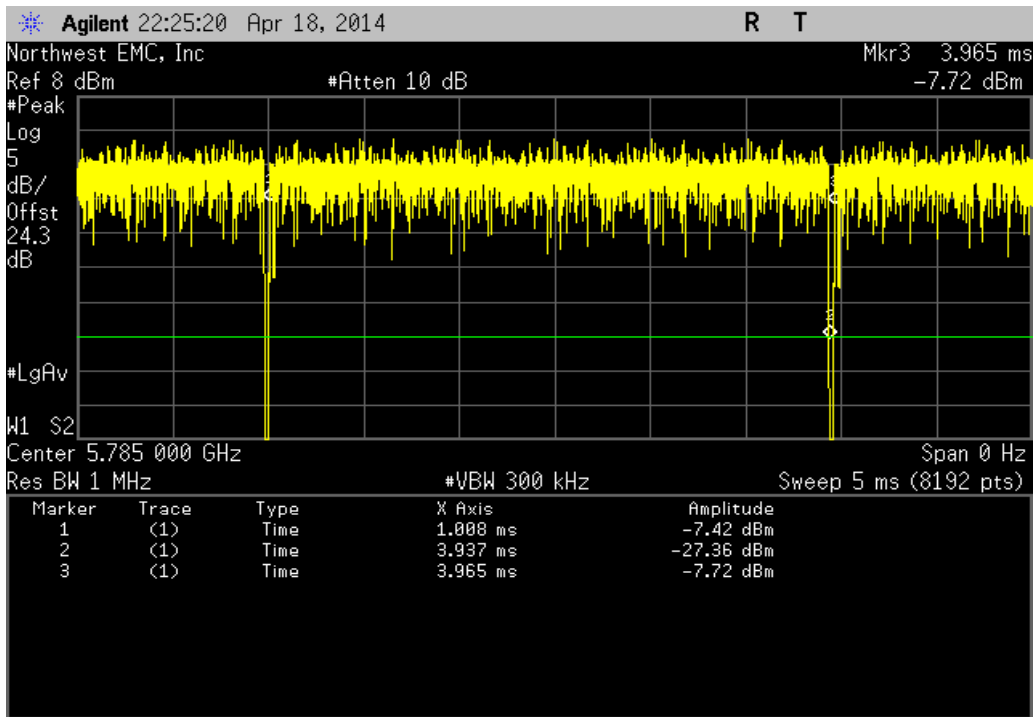 Agilent 22:25:20 Apr 18, 2014 R T
Northwest EMC, Inc Mkr3 3.965 ms
Ref 8 dBm #Atten 10 dB -7.72 dBm
#Peak
Log
5
dB/
Offst
24.3
dB
#LgAv
W1 S2
Center 5.785 000 GHz Span 0 Hz
Res BW 1 MHz #VBW 300 kHz Sweep 5 ms (8192 pts)
Marker Trace Type X Axis Amplitude
1 (1) Time 1.008 ms -7.42 dBm
2 (1) Time 3.937 ms -27.36 dBm
3 (1) Time 3.965 ms -7.72 dBm